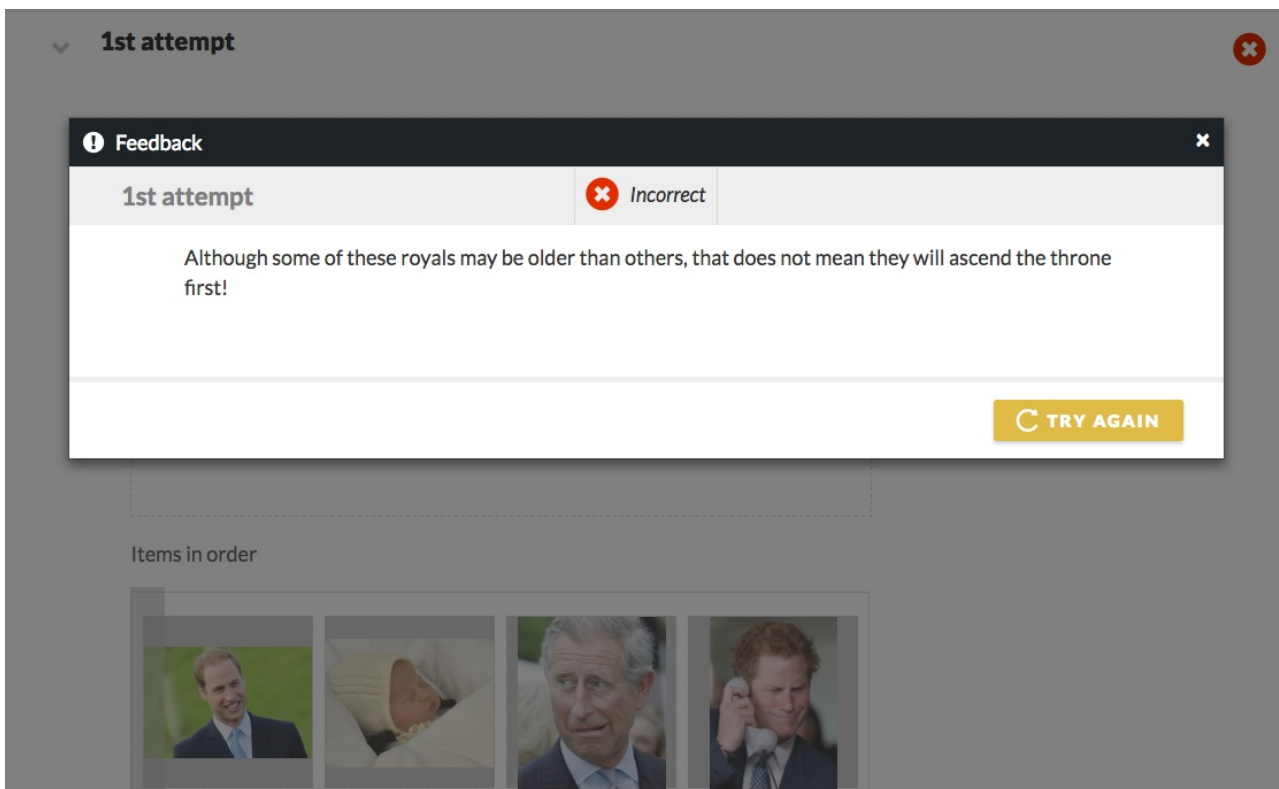 1st attempt
Feedback
1st attempt
Incorrect
Although some of these royals may be older than others, that does not mean they will ascend the throne
first!
TRY AGAIN
Items in order